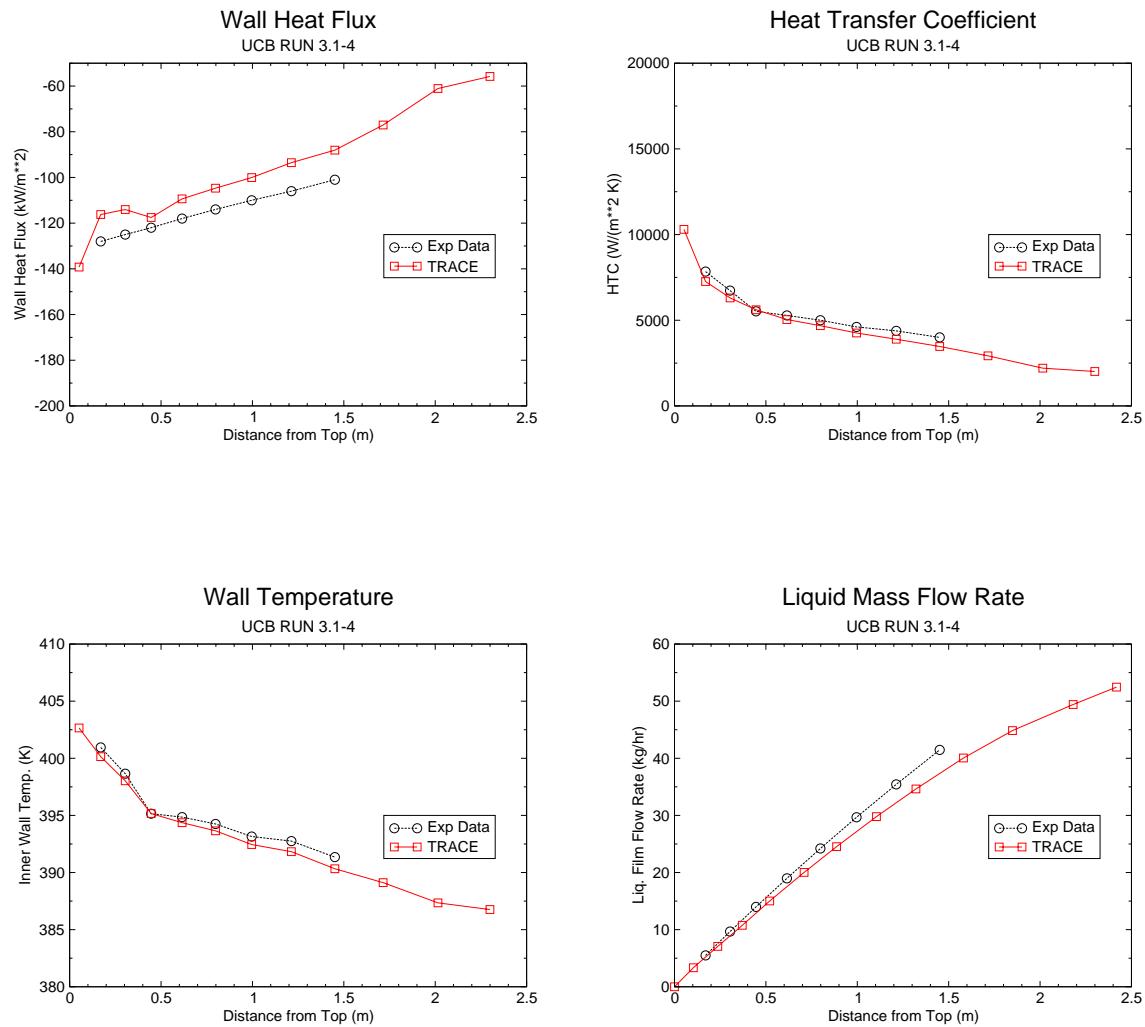 Wall Heat Flux
UCB RUN 3.1-4
-60
-80
-100
-120
-140
-160
-180
-200
Wall Heat Flux (kW/m**2)
Exp Data
TRACE
0 0.5 1 1.5 2 2.5
Distance from Top (m)
Heat Transfer Coefficient
UCB RUN 3.1-4
20000
15000
10000
5000
0
HTC (W/(m**2 K))
Exp Data
TRACE
0 0.5 1 1.5 2 2.5
Distance from Top (m)
Wall Temperature
UCB RUN 3.1-4
410
405
400
395
390
385
380
Inner Wall Temp. (K)
Exp Data
TRACE
0 0.5 1 1.5 2 2.5
Distance from Top (m)
Liquid Mass Flow Rate
UCB RUN 3.1-4
60
50
40
30
20
10
0
Liq. Film Flow Rate (kg/hr)
Exp Data
TRACE
0 0.5 1 1.5 2 2.5
Distance from Top (m)